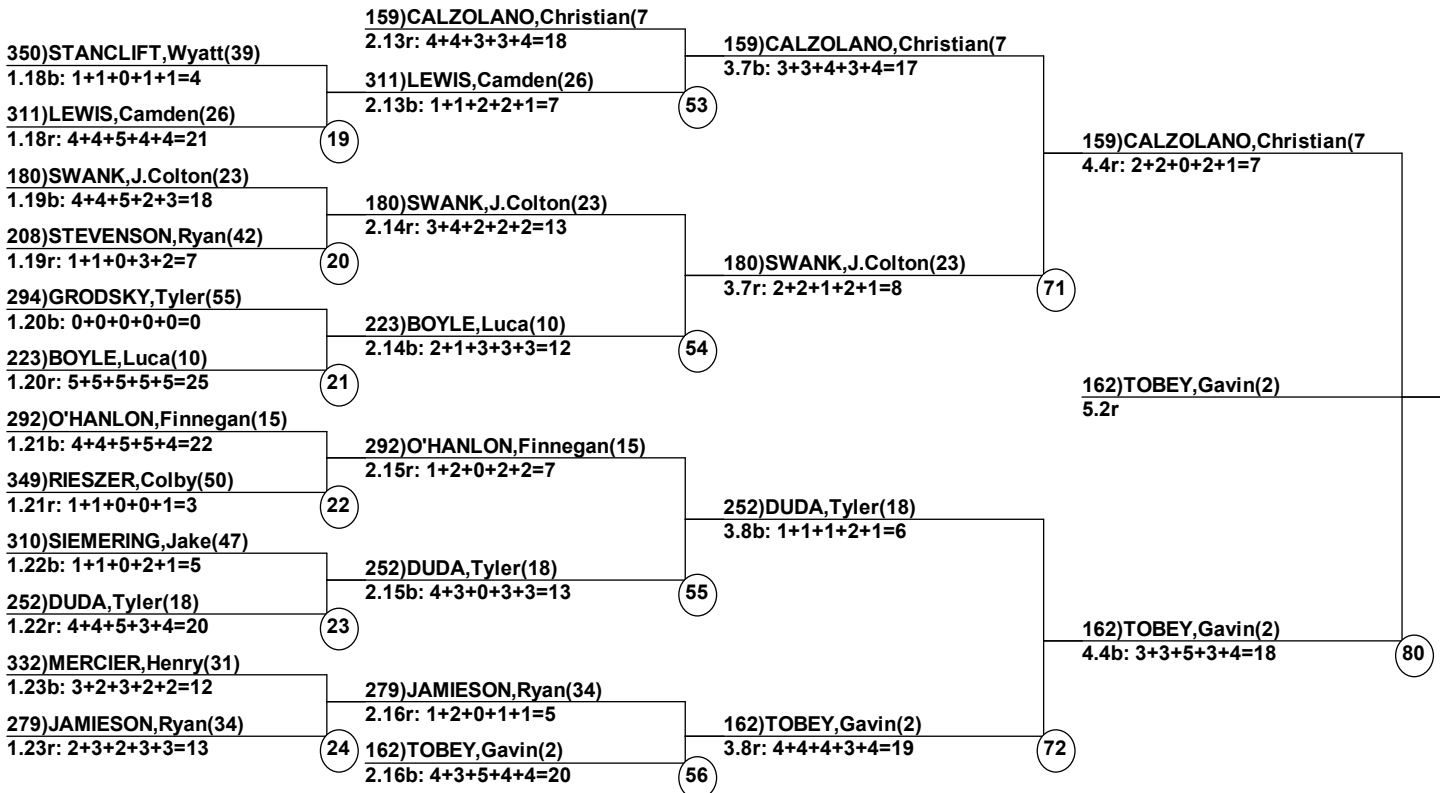 350)STANCLIFT,Wyatt(39)
1.18b: 1+1+0+1+1=4
311)LEWIS,Camden(26)
1.18r: 4+4+5+4+4=21
19
180)SWANK,J.Colton(23)
1.19b: 4+4+5+2+3=18
208)STEVENSON,Ryan(42)
1.19r: 1+1+0+3+2=7
20
294)GRODSKY,Tyler(55)
1.20b: 0+0+0+0+0=0
223)BOYLE,Luca(10)
1.20r: 5+5+5+5+5=25
21
292)O'HANLON,Finnegan(15)
1.21b: 4+4+5+5+4=22
349)RIESZER,Colby(50)
1.21r: 1+1+0+0+1=3
22
310)SIEMERING,Jake(47)
1.22b: 1+1+0+2+1=5
252)DUDA,Tyler(18)
1.22r: 4+4+5+3+4=20
23
332)MERCIER,Henry(31)
1.23b: 3+2+3+2+2=12
279)JAMIESON,Ryan(34)
1.23r: 2+3+2+3+3=13
24
159)CALZOLANO,Christian(7
2.13r: 4+4+3+3+4=18
311)LEWIS,Camden(26)
2.13b: 1+1+2+2+1=7
53
180)SWANK,J.Colton(23)
2.14r: 3+4+2+2+2=13
223)BOYLE,Luca(10)
2.14b: 2+1+3+3+3=12
54
292)O'HANLON,Finnegan(15)
2.15r: 1+2+0+2+2=7
252)DUDA,Tyler(18)
2.15b: 4+3+0+3+3=13
55
279)JAMIESON,Ryan(34)
2.16r: 1+2+0+1+1=5
162)TOBEY,Gavin(2)
2.16b: 4+3+5+4+4=20
56
159)CALZOLANO,Christian(7
3.7b: 3+3+4+3+4=17
180)SWANK,J.Colton(23)
3.7r: 2+2+1+2+1=8
71
252)DUDA,Tyler(18)
3.8b: 1+1+1+2+1=6
162)TOBEY,Gavin(2)
3.8r: 4+4+4+3+4=19
72
159)CALZOLANO,Christian(7
4.4r: 2+2+0+2+1=7
162)TOBEY,Gavin(2)
4.4b: 3+3+5+3+4=18
80
162)TOBEY,Gavin(2)
5.2r